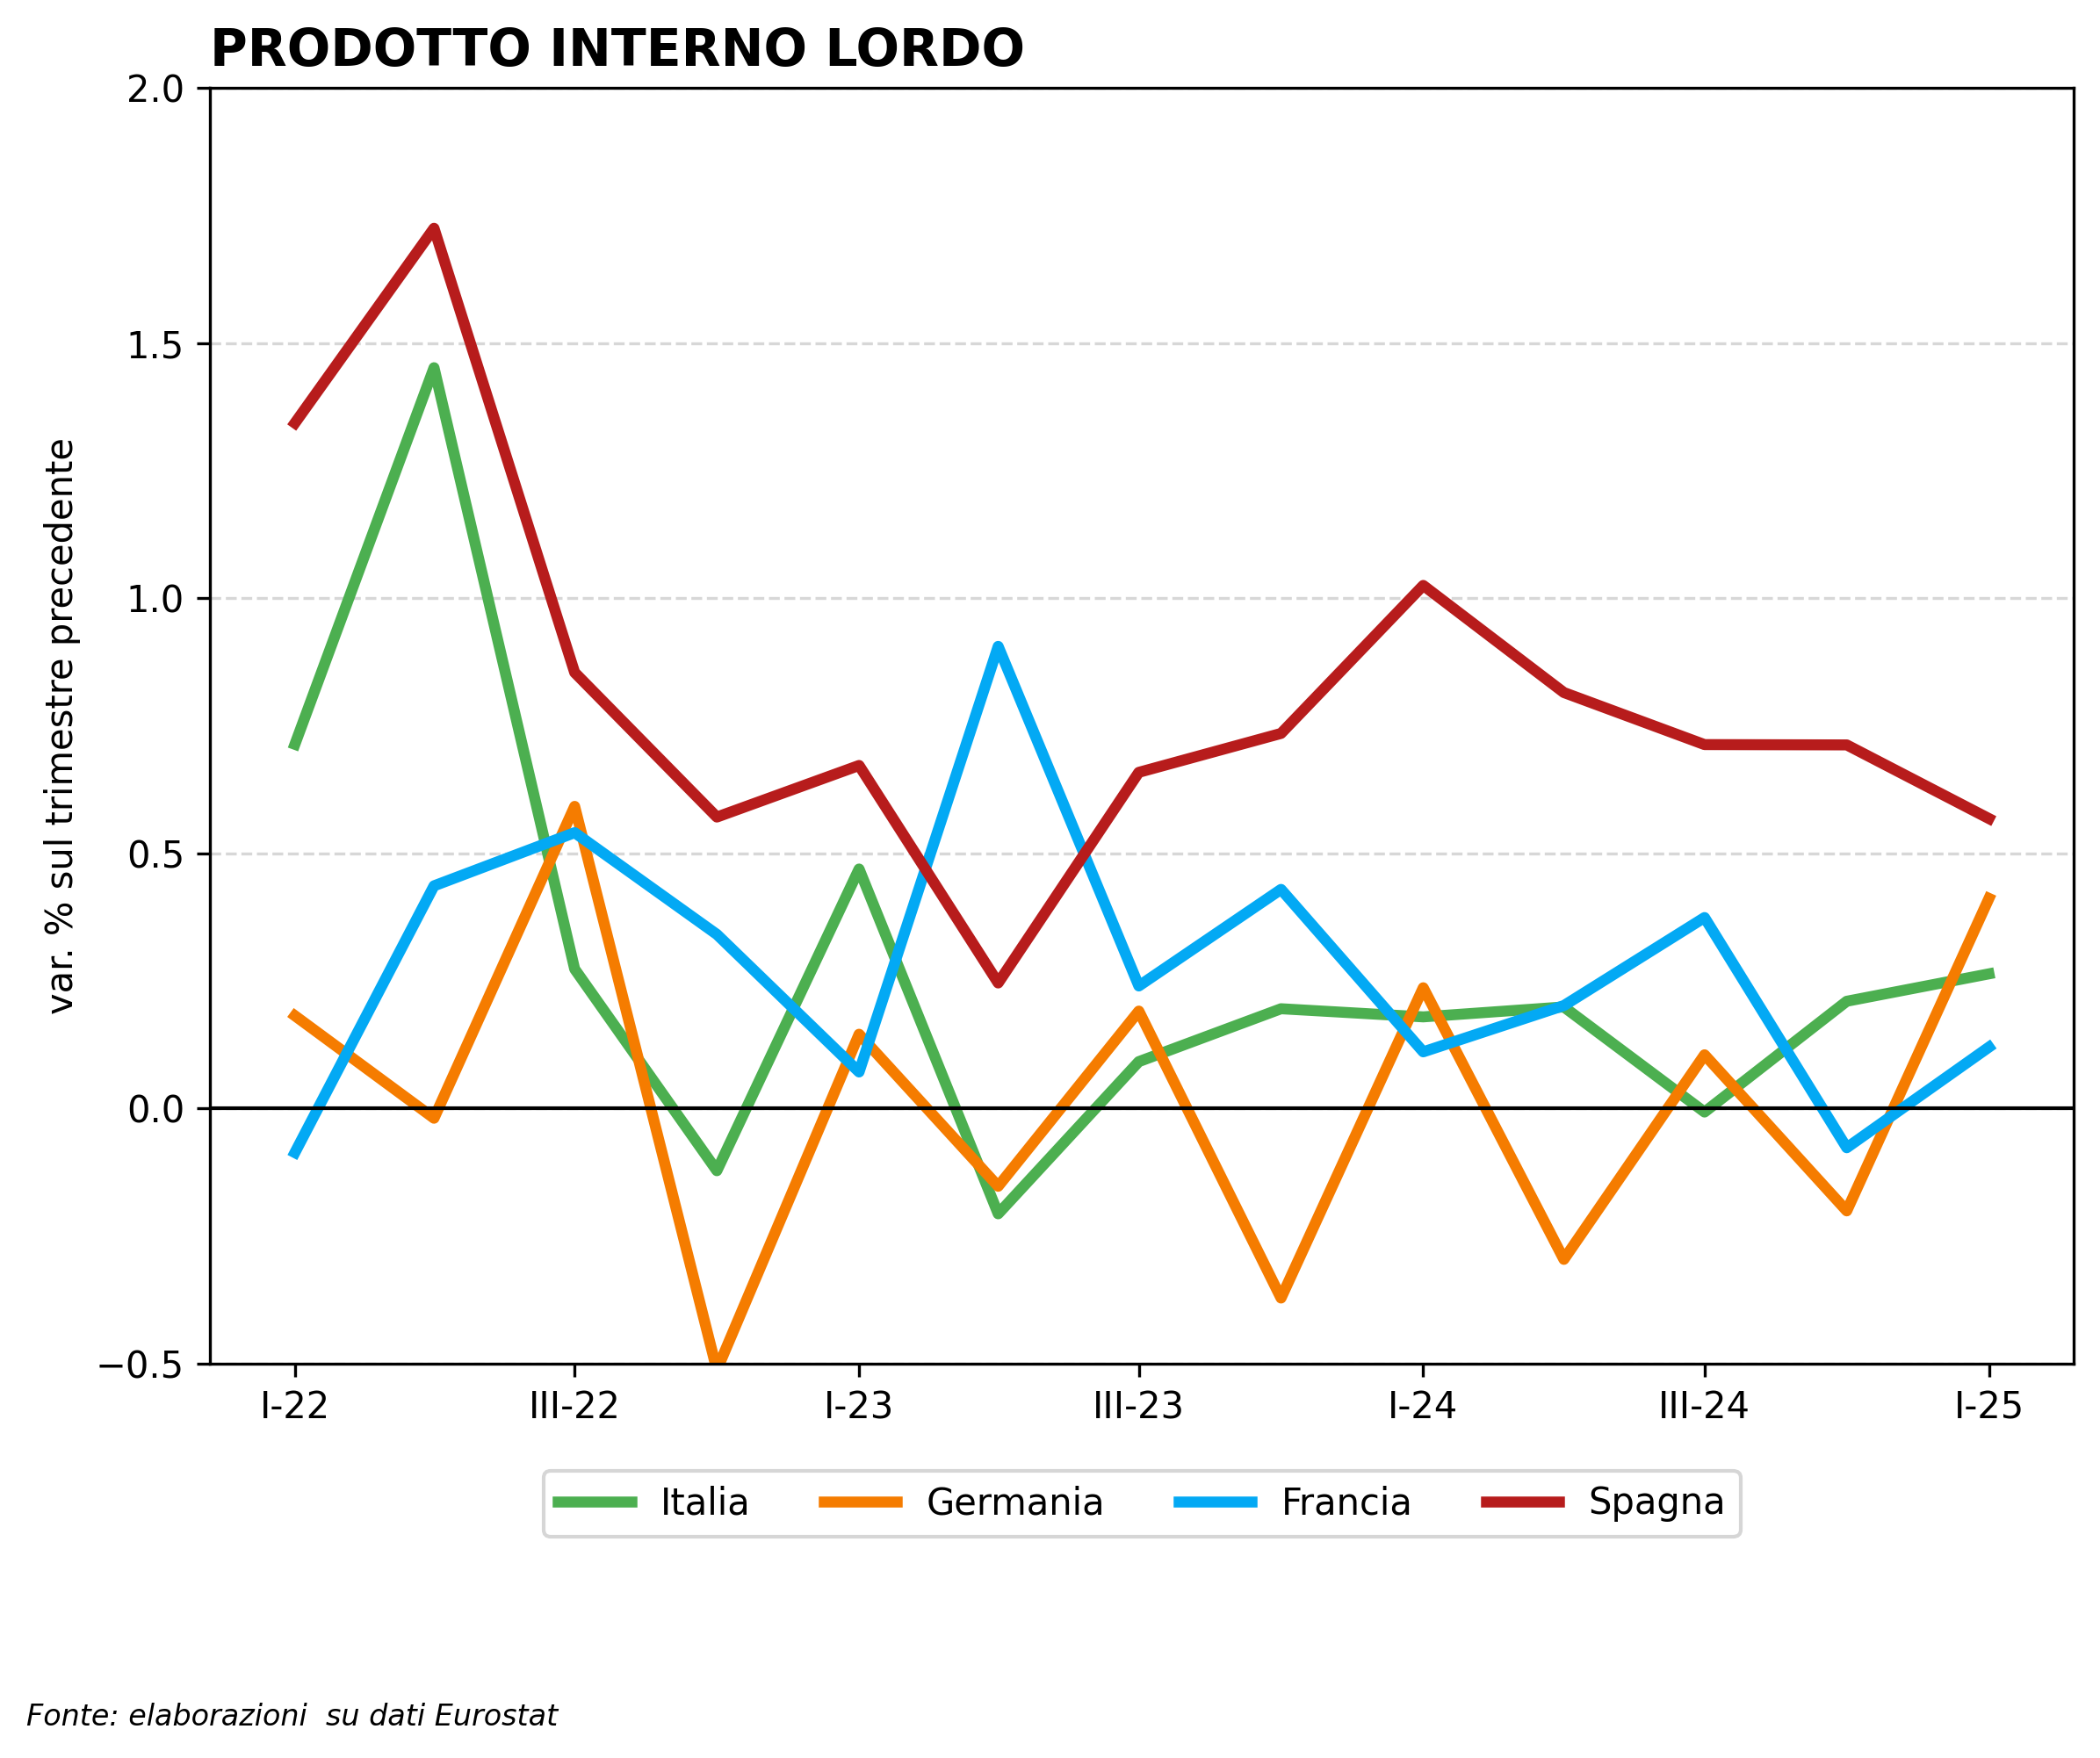 PRODOTTO INTERNO LORDO
var. % sul trimestre precedente
2.0
1.5
1.0
0.5
0.0
−0.5
I-22 III-22 I-23 III-23 I-24 III-24 I-25
Italia Germania Francia Spagna
Fonte: elaborazioni  su dati Eurostat